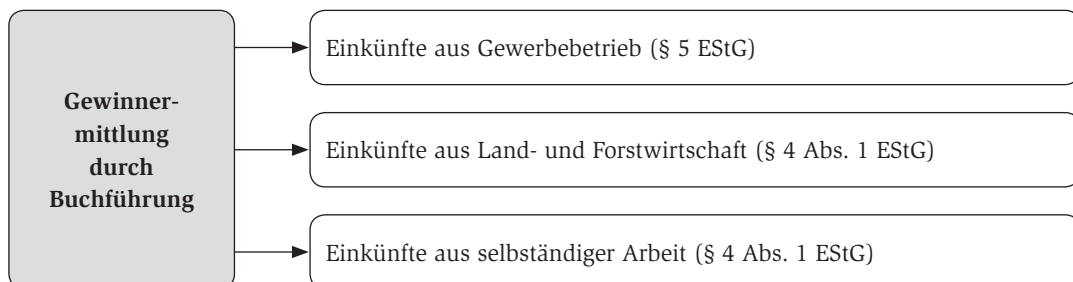 Gewinner-
mittlung
durch
Buchführung
Einkünfte aus Gewerbebetrieb (§ 5 EStG)
Einkünfte aus Land- und Forstwirtschaft (§ 4 Abs. 1 EStG)
Einkünfte aus selbständiger Arbeit (§ 4 Abs. 1 EStG)